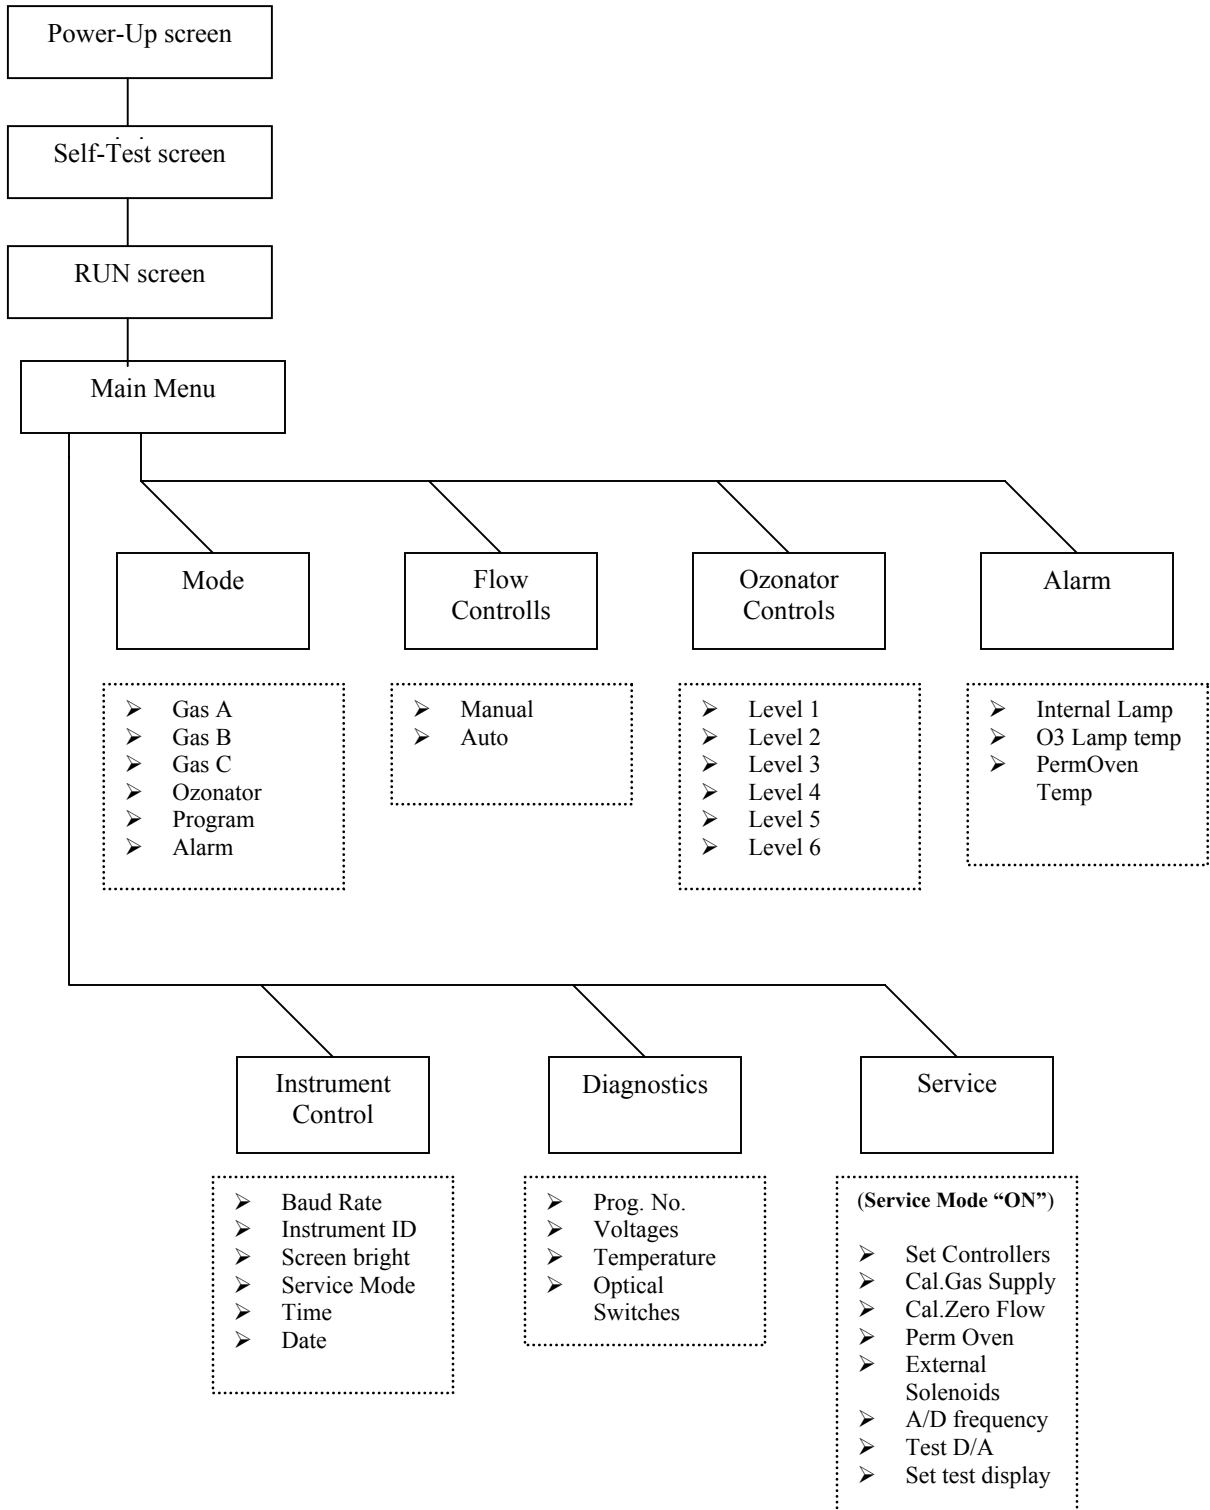 Power-Up screen
Self-Test screen
RUN screen
Main Menu
Mode
Flow
Controlls
Ozonator
Controls
Alarm
➢ Gas A
➢ Gas B
➢ Gas C
➢ Ozonator
➢ Program
➢ Alarm
➢ Manual
➢ Auto
➢ Level 1
➢ Level 2
➢ Level 3
➢ Level 4
➢ Level 5
➢ Level 6
➢ Internal Lamp
➢ O3 Lamp temp
➢ PermOven
Temp
Instrument
Control
Diagnostics
Service
➢ Baud Rate
➢ Instrument ID
➢ Screen bright
➢ Service Mode
➢ Time
➢ Date
➢ Prog. No.
➢ Voltages
➢ Temperature
➢ Optical
Switches
(Service Mode “ON”)
➢ Set Controllers
➢ Cal.Gas Supply
➢ Cal.Zero Flow
➢ Perm Oven
➢ External
Solenoids
➢ A/D frequency
➢ Test D/A
➢ Set test display